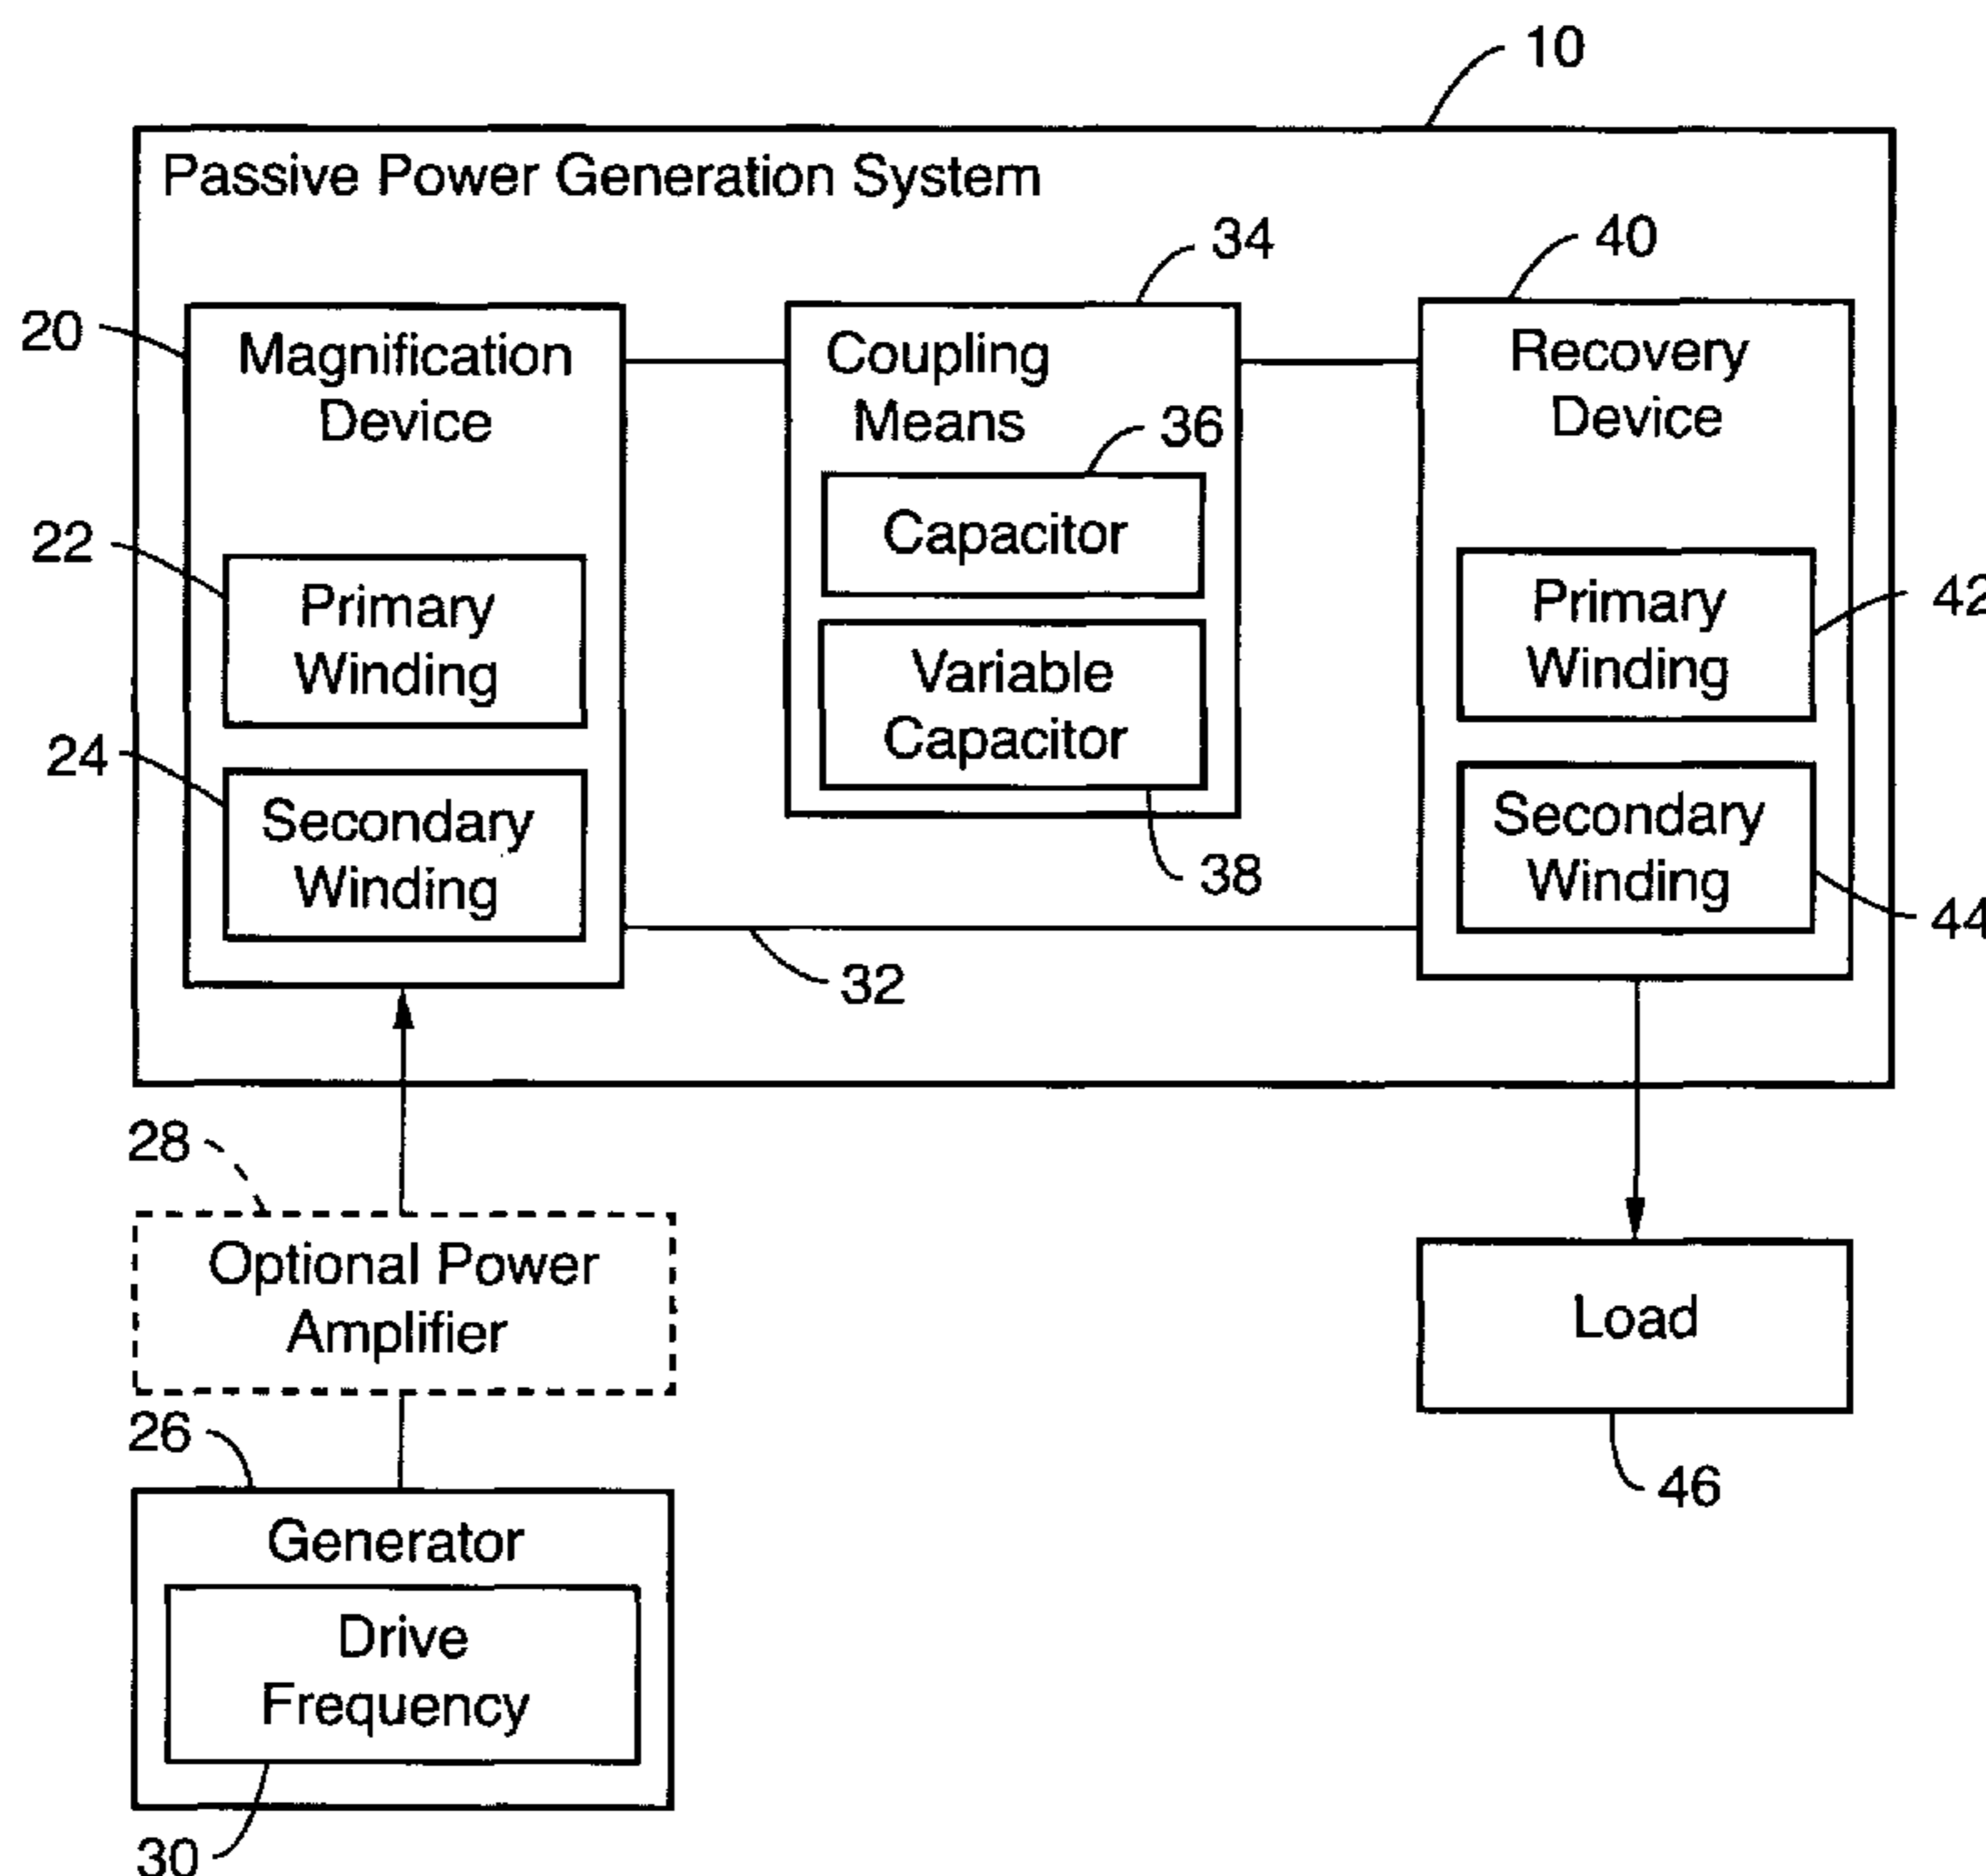 10
Passive Power Generation System
34
40
20
Magnification
Device
Coupling
Means
Recovery
Device
36
22
Primary
Winding
Capacitor
Primary
Winding
42
24
Secondary
Winding
Variable
Capacitor
Secondary
Winding
38
44
32
28
Optional Power
Amplifier
Load
26
46
Generator
Drive
Frequency
30